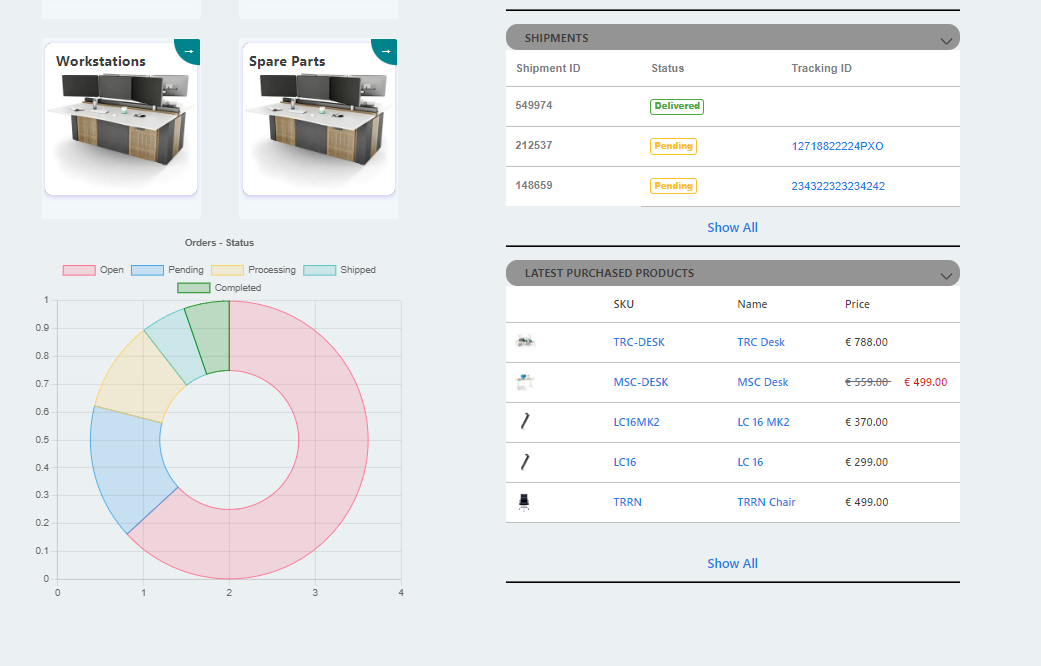 Workstations →
Spare Parts →
Orders - Status
Open Pending Processing Shipped
Completed
1
0.9
0.8
0.7
0.6
0.5
0.4
0.3
0.2
0.1
0
0 1 2 3 4
SHIPMENTS
Shipment ID Status Tracking ID
549974 Delivered
212537 Pending 12718822224PXO
148659 Pending 234322323234242
Show All
LATEST PURCHASED PRODUCTS
SKU Name Price
TRC-DESK TRC Desk € 788.00
MSC-DESK MSC Desk € 559.00 € 499.00
LC16MK2 LC 16 MK2 € 370.00
LC16 LC 16 € 299.00
TRRN TRRN Chair € 499.00
Show All